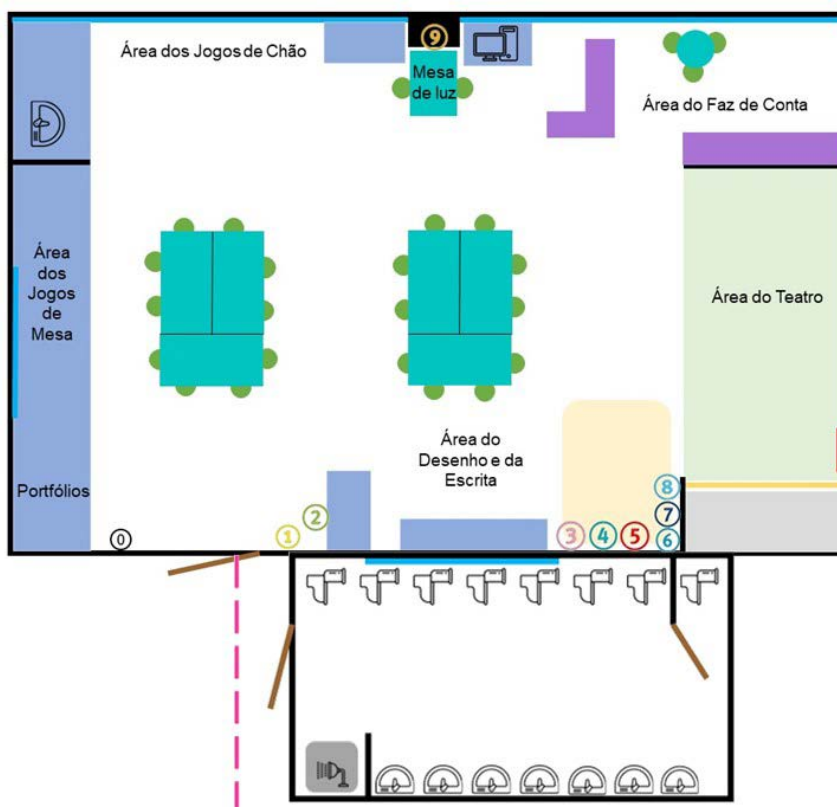 Área dos Jogos de Chão
9
Mesa
de luz
Área do Faz de Conta
Área
dos
Jogos
de
Mesa
Área do Teatro
Área do
Desenho e da
Escrita
Portfólios
0
1
2
3
4
5
6
7
8